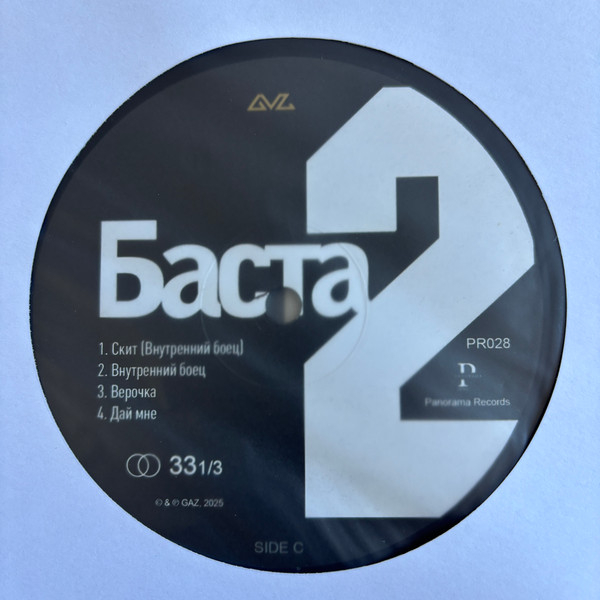 GVZ
Баста
2
1. Скит (Внутренний боец)
2. Внутренний боец
3. Верочка
4. Дай мне
PR028
P
Panorama Records
33 1/3
© & ℗ GAZ, 2025
SIDE C